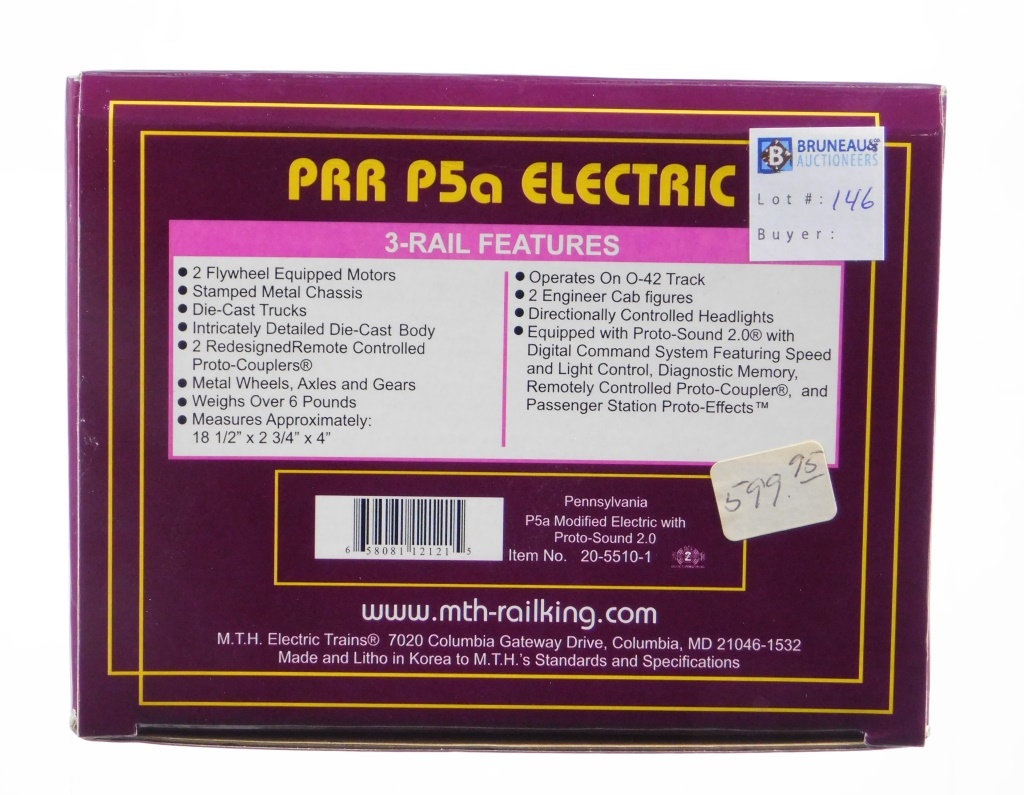 PRR P5a ELECTRIC
B BRUNEAU&CO
AUCTIONEERS
Lot #: 146
Buyer:
3-RAIL FEATURES
● 2 Flywheel Equipped Motors
● Stamped Metal Chassis
● Die-Cast Trucks
● Intricately Detailed Die-Cast Body
● 2 RedesignedRemote Controlled
Proto-Couplers®
● Metal Wheels, Axles and Gears
● Weighs Over 6 Pounds
● Measures Approximately:
18 1/2” x 2 3/4” x 4”
● Operates On O-42 Track
● 2 Engineer Cab figures
● Directionally Controlled Headlights
● Equipped with Proto-Sound 2.0® with
Digital Command System Featuring Speed
and Light Control, Diagnostic Memory,
Remotely Controlled Proto-Coupler®, and
Passenger Station Proto-Effects™
599.95
6 58081 12121 5
Pennsylvania
P5a Modified Electric with
Proto-Sound 2.0
Item No. 20-5510-1
2
www.mth-railking.com
M.T.H. Electric Trains® 7020 Columbia Gateway Drive, Columbia, MD 21046-1532
Made and Litho in Korea to M.T.H.'s Standards and Specifications